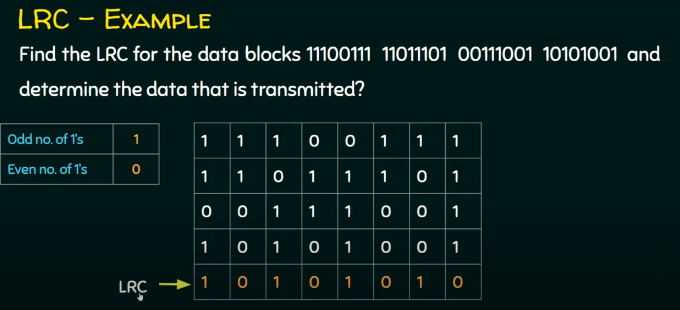 LRC – EXAMPLE
Find the LRC for the data blocks 11100111 11011101 00111001 10101001 and
determine the data that is transmitted?
Odd no. of 1's 1
Even no. of 1's 0
1 1 1 0 0 1 1 1
1 1 0 1 1 1 0 1
0 0 1 1 1 0 0 1
1 0 1 0 1 0 0 1
LRC 1 0 1 0 1 0 1 0